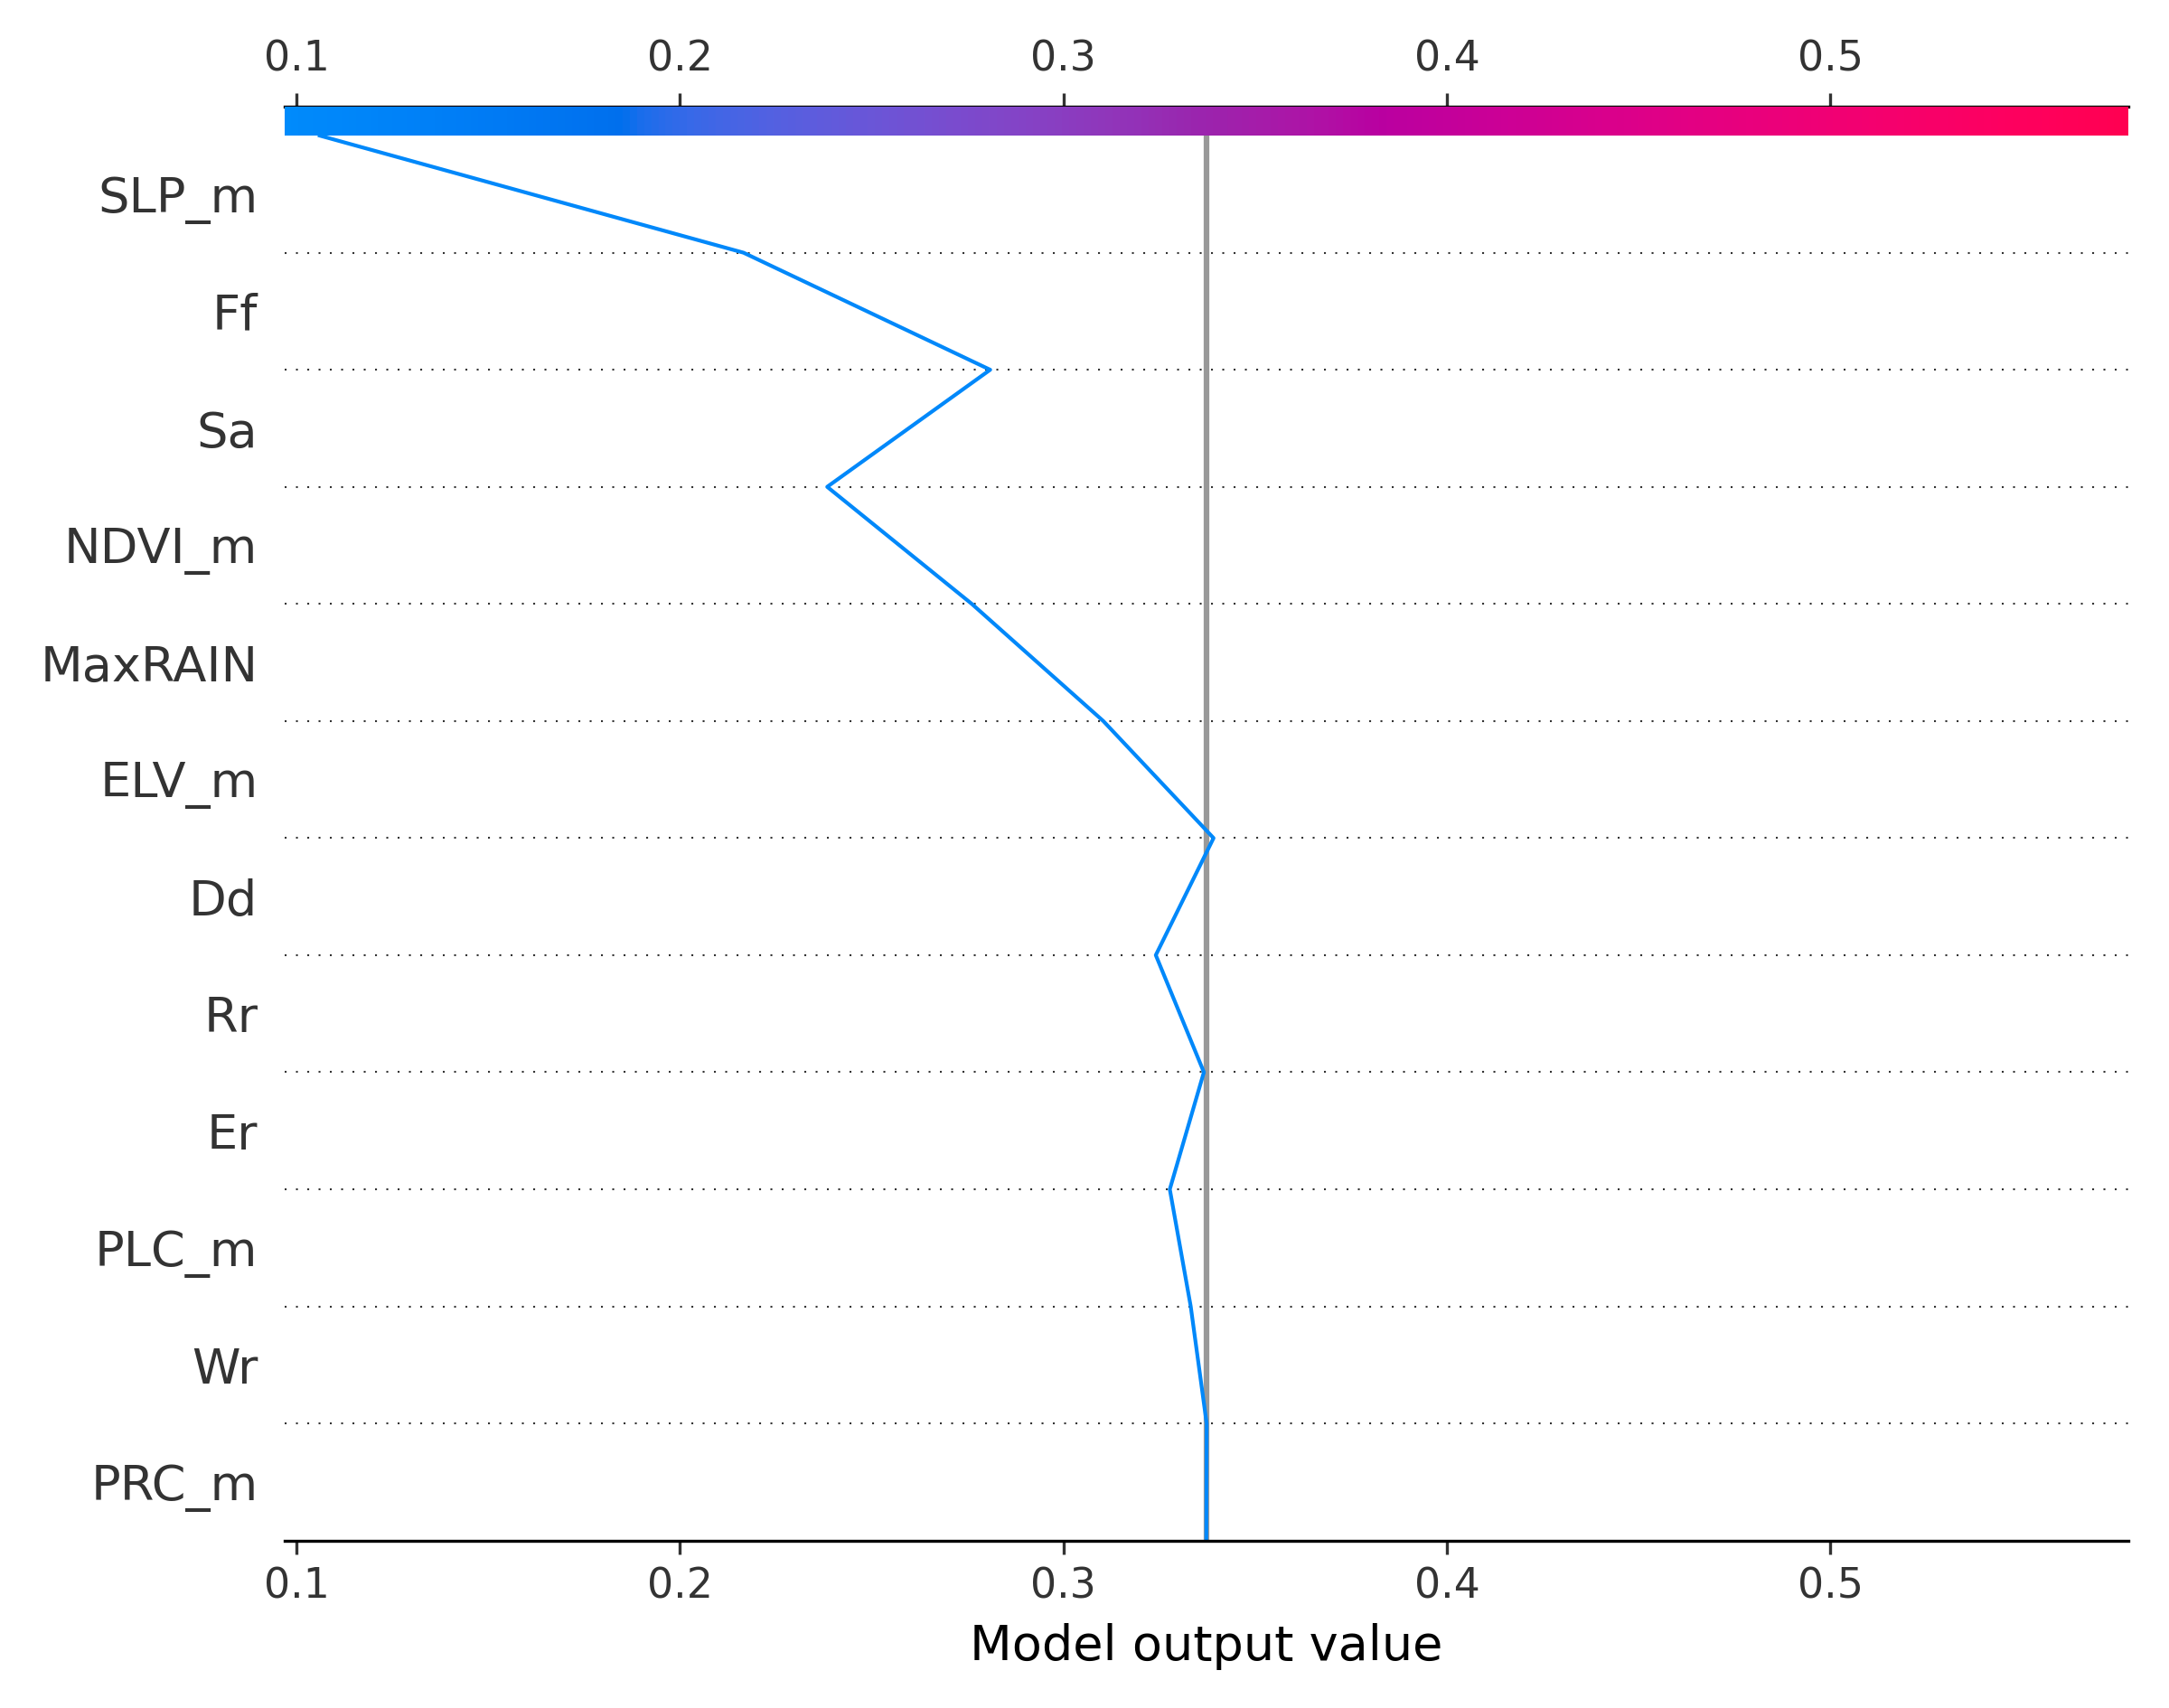 0.1 0.2 0.3 0.4 0.5
SLP_m
Ff
Sa
NDVI_m
MaxRAIN
ELV_m
Dd
Rr
Er
PLC_m
Wr
PRC_m
0.1 0.2 0.3 0.4 0.5
Model output value